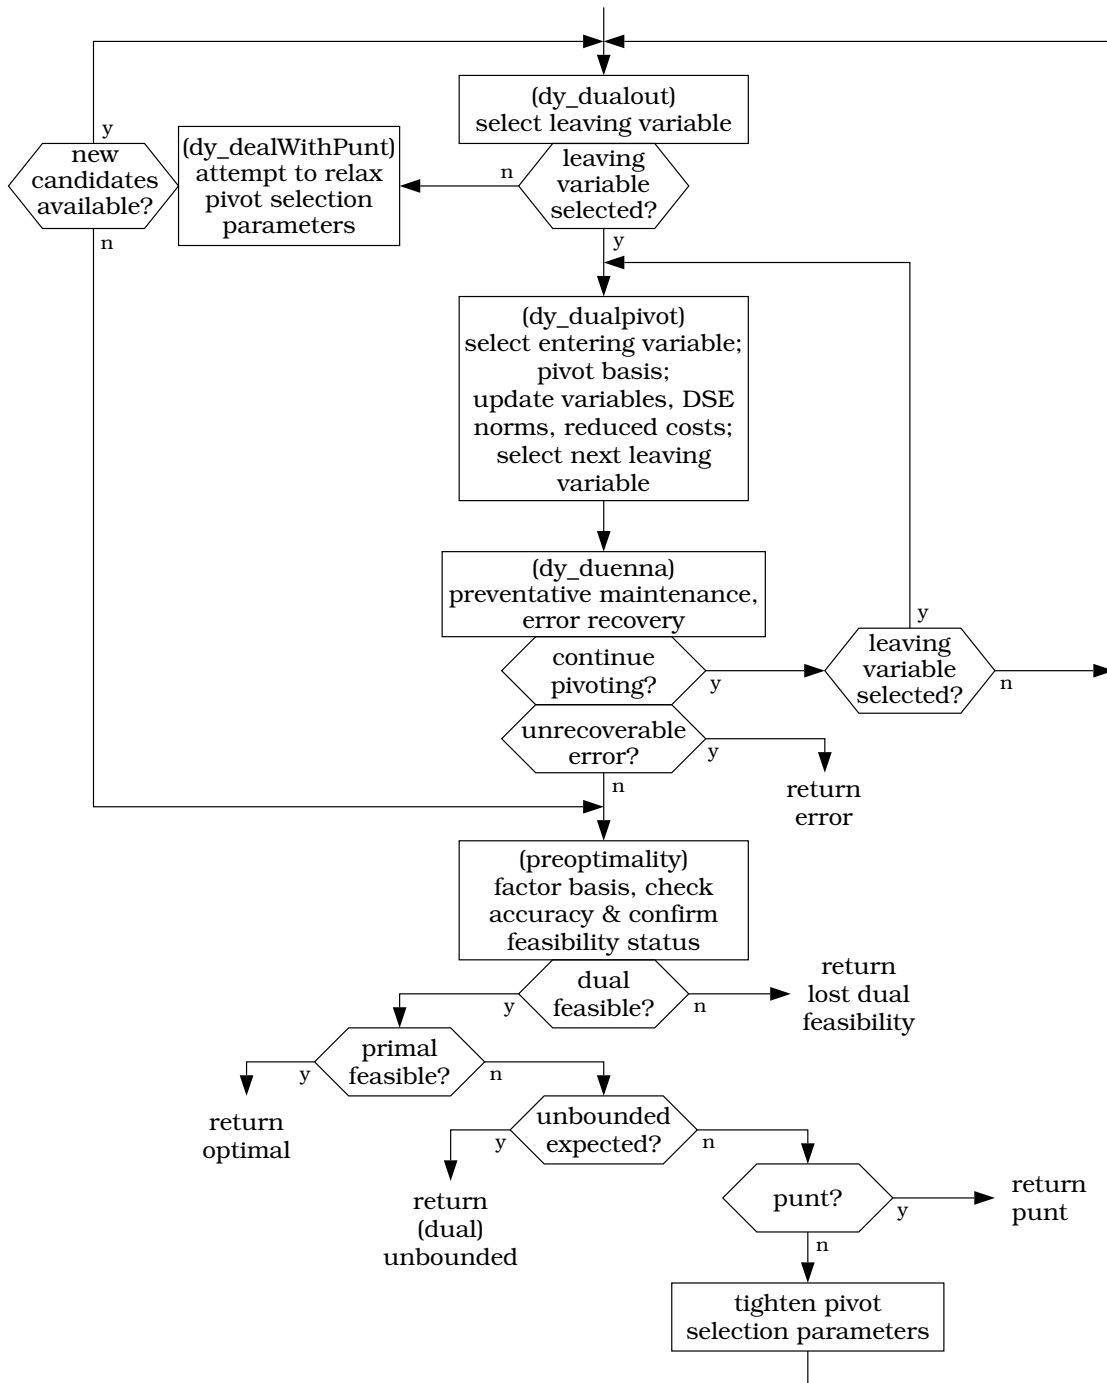 (dy_dualout)
select leaving variable
y
new
candidates
available?
n
(dy_dealWithPunt)
attempt to relax
pivot selection
parameters
n
leaving
variable
selected?
y
(dy_dualpivot)
select entering variable;
pivot basis;
update variables, DSE
norms, reduced costs;
select next leaving
variable
(dy_duenna)
preventative maintenance,
error recovery
continue
pivoting?
y
y
leaving
variable
selected?
n
unrecoverable
error?
y
n
return
error
(preoptimality)
factor basis, check
accuracy & confirm
feasibility status
dual
feasible?
y
n
return
lost dual
feasibility
primal
feasible?
y
n
return
optimal
unbounded
expected?
y
n
return
(dual)
unbounded
punt?
y
return
punt
n
tighten pivot
selection parameters